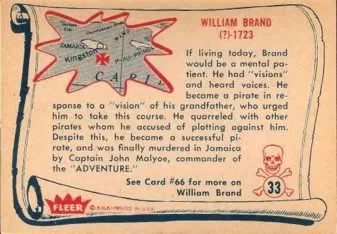 WILLIAM BRAND
(?)-1723
JAMAICA
Kingston
CARI
If living today, Brand
would be a mental pa-
tient. He had "visions"
and heard voices. He
became a pirate in re-
sponse to a "vision" of his grandfather, who urged
him to take this course. He quarreled with other
pirates whom he accused of plotting against him.
Despite this, he became a successful pi-
rate, and was finally murdered in Jamaica
by Captain John Malyoe, commander of
the "ADVENTURE."
See Card #66 for more on
William Brand
33
FLEER